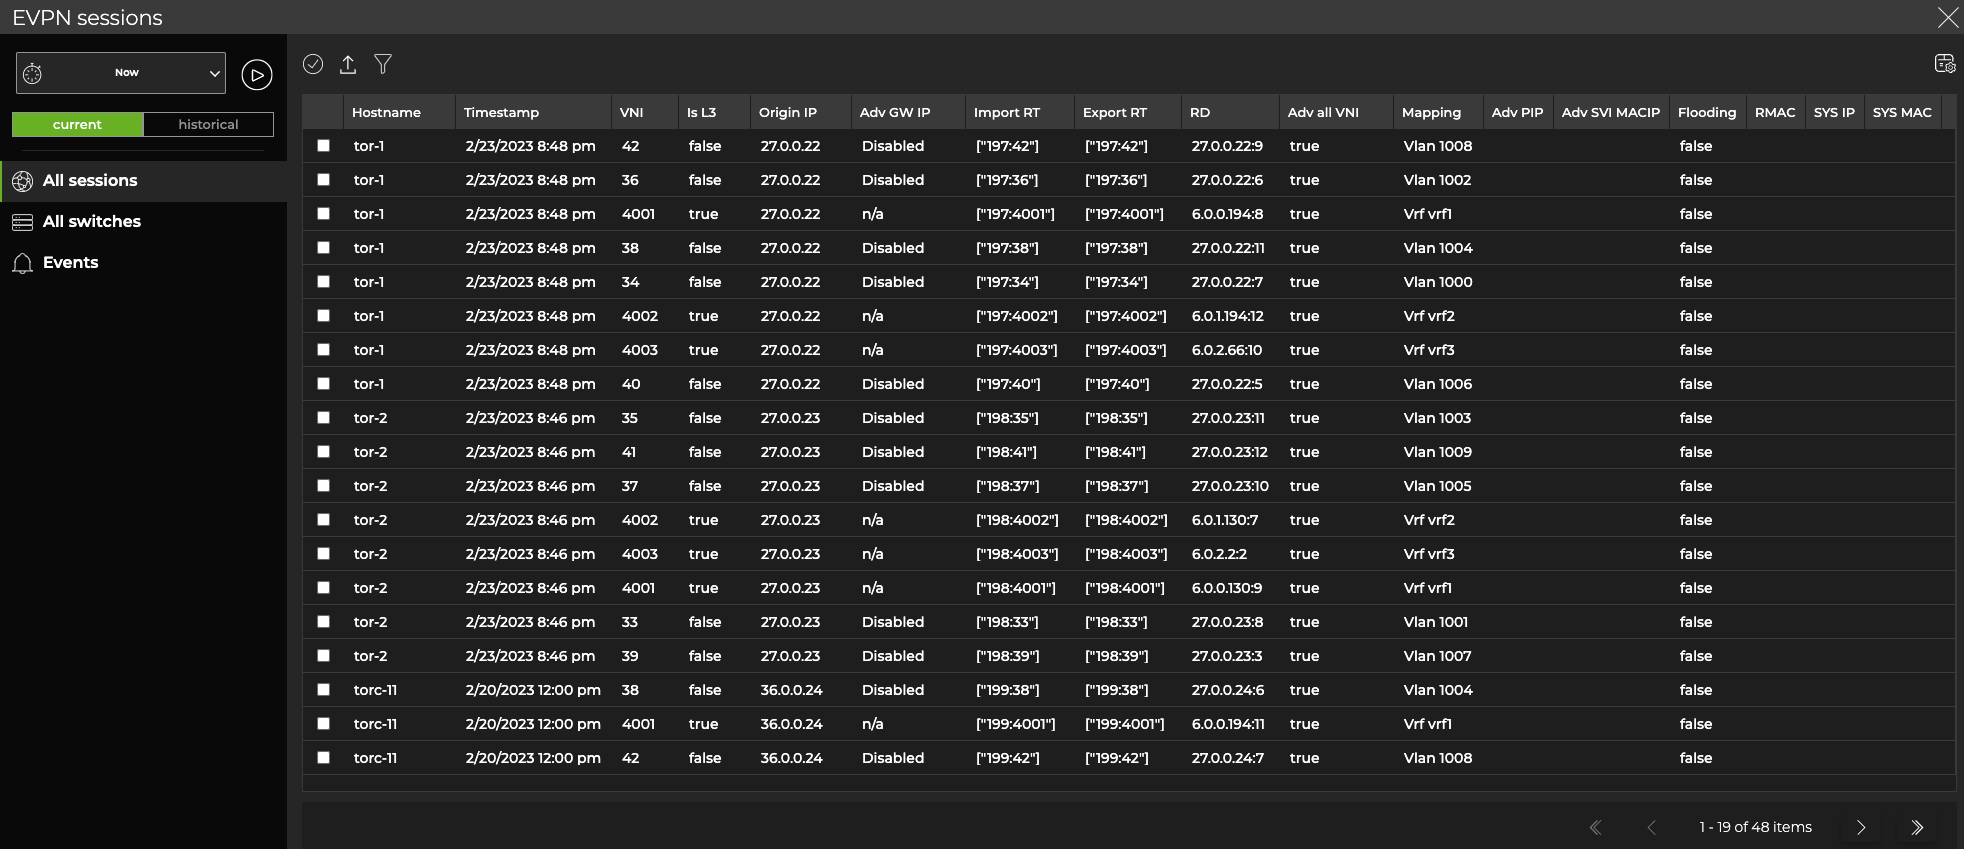 EVPN sessions
Now
current historical
All sessions
All switches
Events
Hostname Timestamp VNI Is L3 Origin IP Adv GW IP Import RT Export RT RD Adv all VNI Mapping Adv PIP Adv SVI MACIP Flooding RMAC SYS IP SYS MAC
tor-1 2/23/2023 8:48 pm 42 false 27.0.0.22 Disabled ["197:42"] ["197:42"] 27.0.0.22:9 true Vlan 1008 false
tor-1 2/23/2023 8:48 pm 36 false 27.0.0.22 Disabled ["197:36"] ["197:36"] 27.0.0.22:6 true Vlan 1002 false
tor-1 2/23/2023 8:48 pm 4001 true 27.0.0.22 n/a ["197:4001"] ["197:4001"] 6.0.0.194:8 true Vrf vrf1 false
tor-1 2/23/2023 8:48 pm 38 false 27.0.0.22 Disabled ["197:38"] ["197:38"] 27.0.0.22:11 true Vlan 1004 false
tor-1 2/23/2023 8:48 pm 34 false 27.0.0.22 Disabled ["197:34"] ["197:34"] 27.0.0.22:7 true Vlan 1000 false
tor-1 2/23/2023 8:48 pm 4002 true 27.0.0.22 n/a ["197:4002"] ["197:4002"] 6.0.1.194:12 true Vrf vrf2 false
tor-1 2/23/2023 8:48 pm 4003 true 27.0.0.22 n/a ["197:4003"] ["197:4003"] 6.0.2.66:10 true Vrf vrf3 false
tor-1 2/23/2023 8:48 pm 40 false 27.0.0.22 Disabled ["197:40"] ["197:40"] 27.0.0.22:5 true Vlan 1006 false
tor-2 2/23/2023 8:46 pm 35 false 27.0.0.23 Disabled ["198:35"] ["198:35"] 27.0.0.23:11 true Vlan 1003 false
tor-2 2/23/2023 8:46 pm 41 false 27.0.0.23 Disabled ["198:41"] ["198:41"] 27.0.0.23:12 true Vlan 1009 false
tor-2 2/23/2023 8:46 pm 37 false 27.0.0.23 Disabled ["198:37"] ["198:37"] 27.0.0.23:10 true Vlan 1005 false
tor-2 2/23/2023 8:46 pm 4002 true 27.0.0.23 n/a ["198:4002"] ["198:4002"] 6.0.1.130:7 true Vrf vrf2 false
tor-2 2/23/2023 8:46 pm 4003 true 27.0.0.23 n/a ["198:4003"] ["198:4003"] 6.0.2.2:2 true Vrf vrf3 false
tor-2 2/23/2023 8:46 pm 4001 true 27.0.0.23 n/a ["198:4001"] ["198:4001"] 6.0.0.130:9 true Vrf vrf1 false
tor-2 2/23/2023 8:46 pm 33 false 27.0.0.23 Disabled ["198:33"] ["198:33"] 27.0.0.23:8 true Vlan 1001 false
tor-2 2/23/2023 8:46 pm 39 false 27.0.0.23 Disabled ["198:39"] ["198:39"] 27.0.0.23:3 true Vlan 1007 false
torc-11 2/20/2023 12:00 pm 38 false 36.0.0.24 Disabled ["199:38"] ["199:38"] 27.0.0.24:6 true Vlan 1004 false
torc-11 2/20/2023 12:00 pm 4001 true 36.0.0.24 n/a ["199:4001"] ["199:4001"] 6.0.0.194:11 true Vrf vrf1 false
torc-11 2/20/2023 12:00 pm 42 false 36.0.0.24 Disabled ["199:42"] ["199:42"] 27.0.0.24:7 true Vlan 1008 false
1 - 19 of 48 items